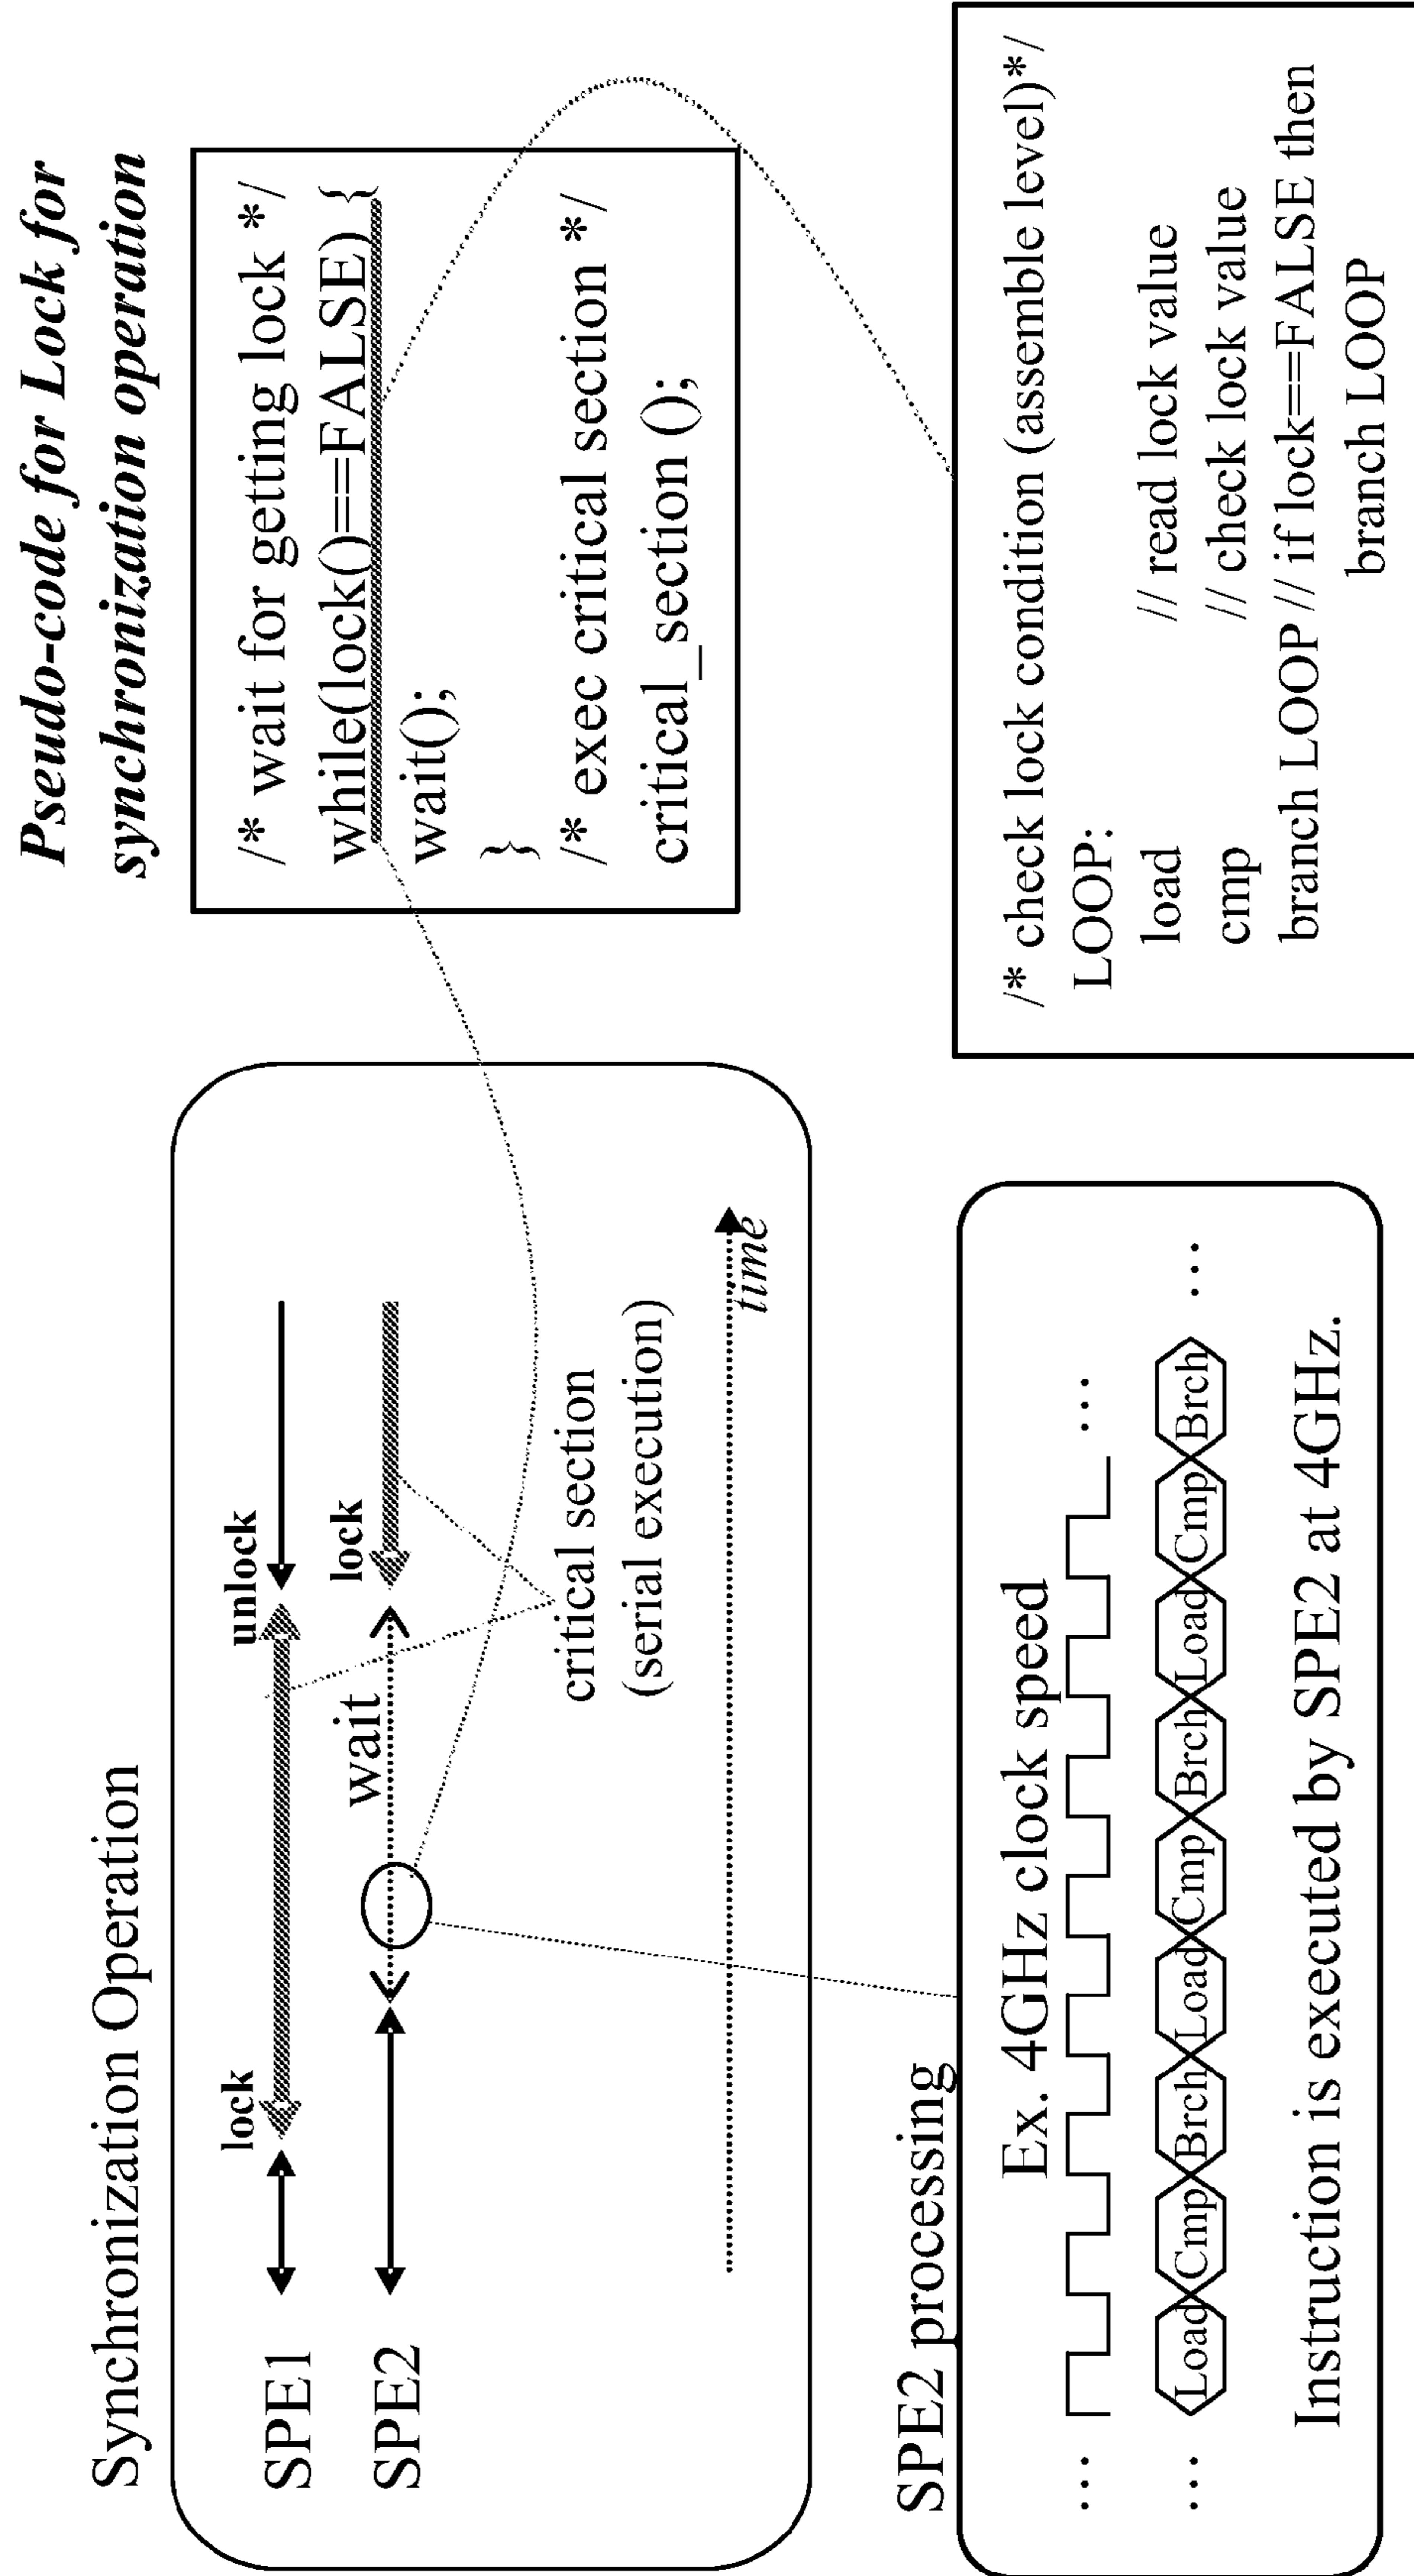 Synchronization Operation
SPE1
SPE2
lock
unlock
wait
lock
critical section
(serial execution)
time
Pseudo-code for Lock for
synchronization operation
/* wait for getting lock */
while(lock()==FALSE) {
wait();
}
/* exec critical section */
critical_section ();
SPE2 processing
Ex. 4GHz clock speed
... ...
... Load Cmp Brch Load Cmp Brch Load Cmp Brch ...
Instruction is executed by SPE2 at 4GHz.
/* check lock condition (assemble level)*/
LOOP:
load // read lock value
cmp // check lock value
branch LOOP // if lock==FALSE then
branch LOOP